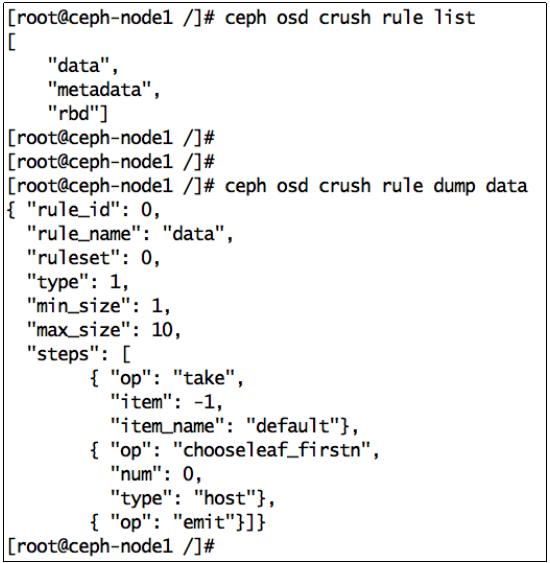 [root@ceph-node1 /]# ceph osd crush rule list
[
    "data",
    "metadata",
    "rbd"]
[root@ceph-node1 /]#
[root@ceph-node1 /]#
[root@ceph-node1 /]# ceph osd crush rule dump data
{ "rule_id": 0,
  "rule_name": "data",
  "ruleset": 0,
  "type": 1,
  "min_size": 1,
  "max_size": 10,
  "steps": [
        { "op": "take",
          "item": -1,
          "item_name": "default"},
        { "op": "chooseleaf_firstn",
          "num": 0,
          "type": "host"},
        { "op": "emit"}]}
[root@ceph-node1 /]#